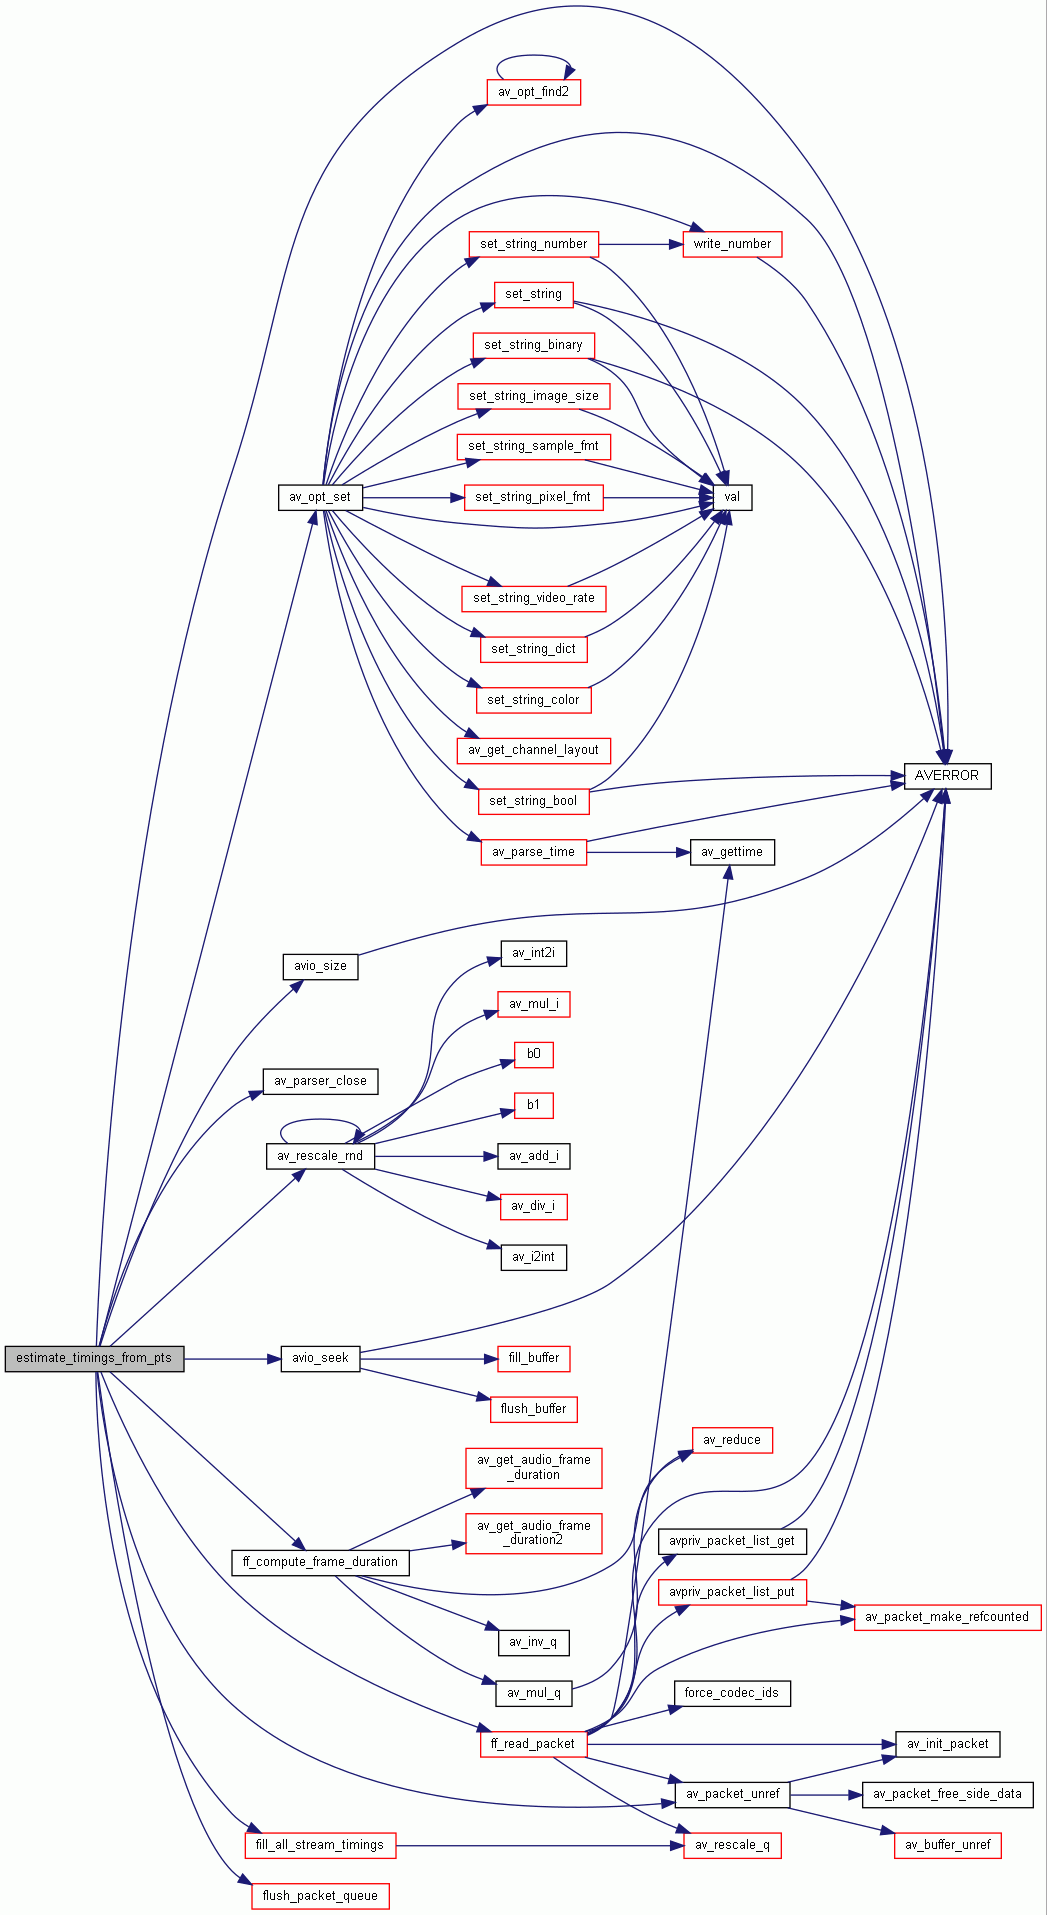 av_opt_find2
set_string_number
write_number
set_string
set_string_binary
set_string_image_size
set_string_sample_fmt
av_opt_set
set_string_pixel_fmt
val
set_string_video_rate
set_string_dict
set_string_color
av_get_channel_layout
AVERROR
set_string_bool
av_parse_time
av_gettime
avio_size
av_int2i
av_mul_i
b0
av_parser_close
b1
av_rescale_rnd
av_add_i
av_div_i
av_i2int
estimate_timings_from_pts
avio_seek
fill_buffer
flush_buffer
av_reduce
av_get_audio_frame
_duration
av_get_audio_frame
_duration2
avpriv_packet_list_get
ff_compute_frame_duration
avpriv_packet_list_put
av_packet_make_refcounted
av_inv_q
av_mul_q
force_codec_ids
ff_read_packet
av_init_packet
av_packet_unref
av_packet_free_side_data
fill_all_stream_timings
av_rescale_q
av_buffer_unref
flush_packet_queue